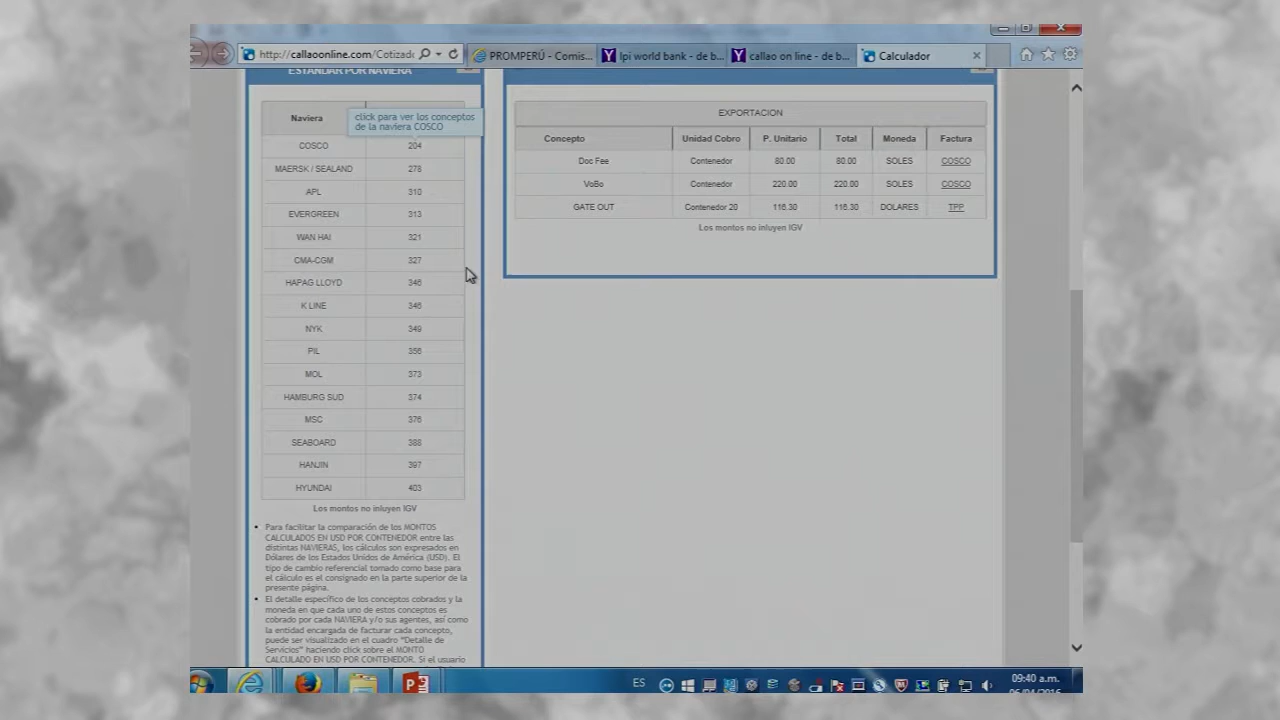 http://callaoonline.com/Cotizad
PROMPERÚ - Comis...
lpi world bank - de b...
callao on line - de b...
Calculador
ESTANDAR POR NAVIERA
Naviera
click para ver los conceptos
de la naviera COSCO
COSCO 204
MAERSK / SEALAND 278
APL 310
EVERGREEN 313
WAN HAI 321
CMA-CGM 327
HAPAG LLOYD 346
K LINE 346
NYK 349
PIL 356
MOL 373
HAMBURG SUD 374
MSC 376
SEABOARD 388
HANJIN 397
HYUNDAI 403
Los montos no inluyen IGV
Para facilitar la comparación de los MONTOS
CALCULADOS EN USD POR CONTENEDOR entre las
distintas NAVIERAS, los cálculos son expresados en
Dólares de los Estados Unidos de América (USD). El
tipo de cambio referencial tomado como base para
el cálculo es el consignado en la parte superior de la
presente página.
El detalle específico de los conceptos cobrados y la
moneda en que cada uno de estos conceptos es
cobrado por cada NAVIERA y/o sus agentes, así como
la entidad encargada de facturar cada concepto,
puede ser visualizado en el cuadro "Detalle de
Servicios" haciendo click sobre el MONTO
CALCULADO EN USD POR CONTENEDOR. Si el usuario
EXPORTACION
Concepto Unidad Cobro P. Unitario Total Moneda Factura
Doc Fee Contenedor 80.00 80.00 SOLES COSCO
VoBo Contenedor 220.00 220.00 SOLES COSCO
GATE OUT Contenedor 20 116.30 116.30 DOLARES TPP
Los montos no inluyen IGV
ES
09:40 a.m.
06/04/2016